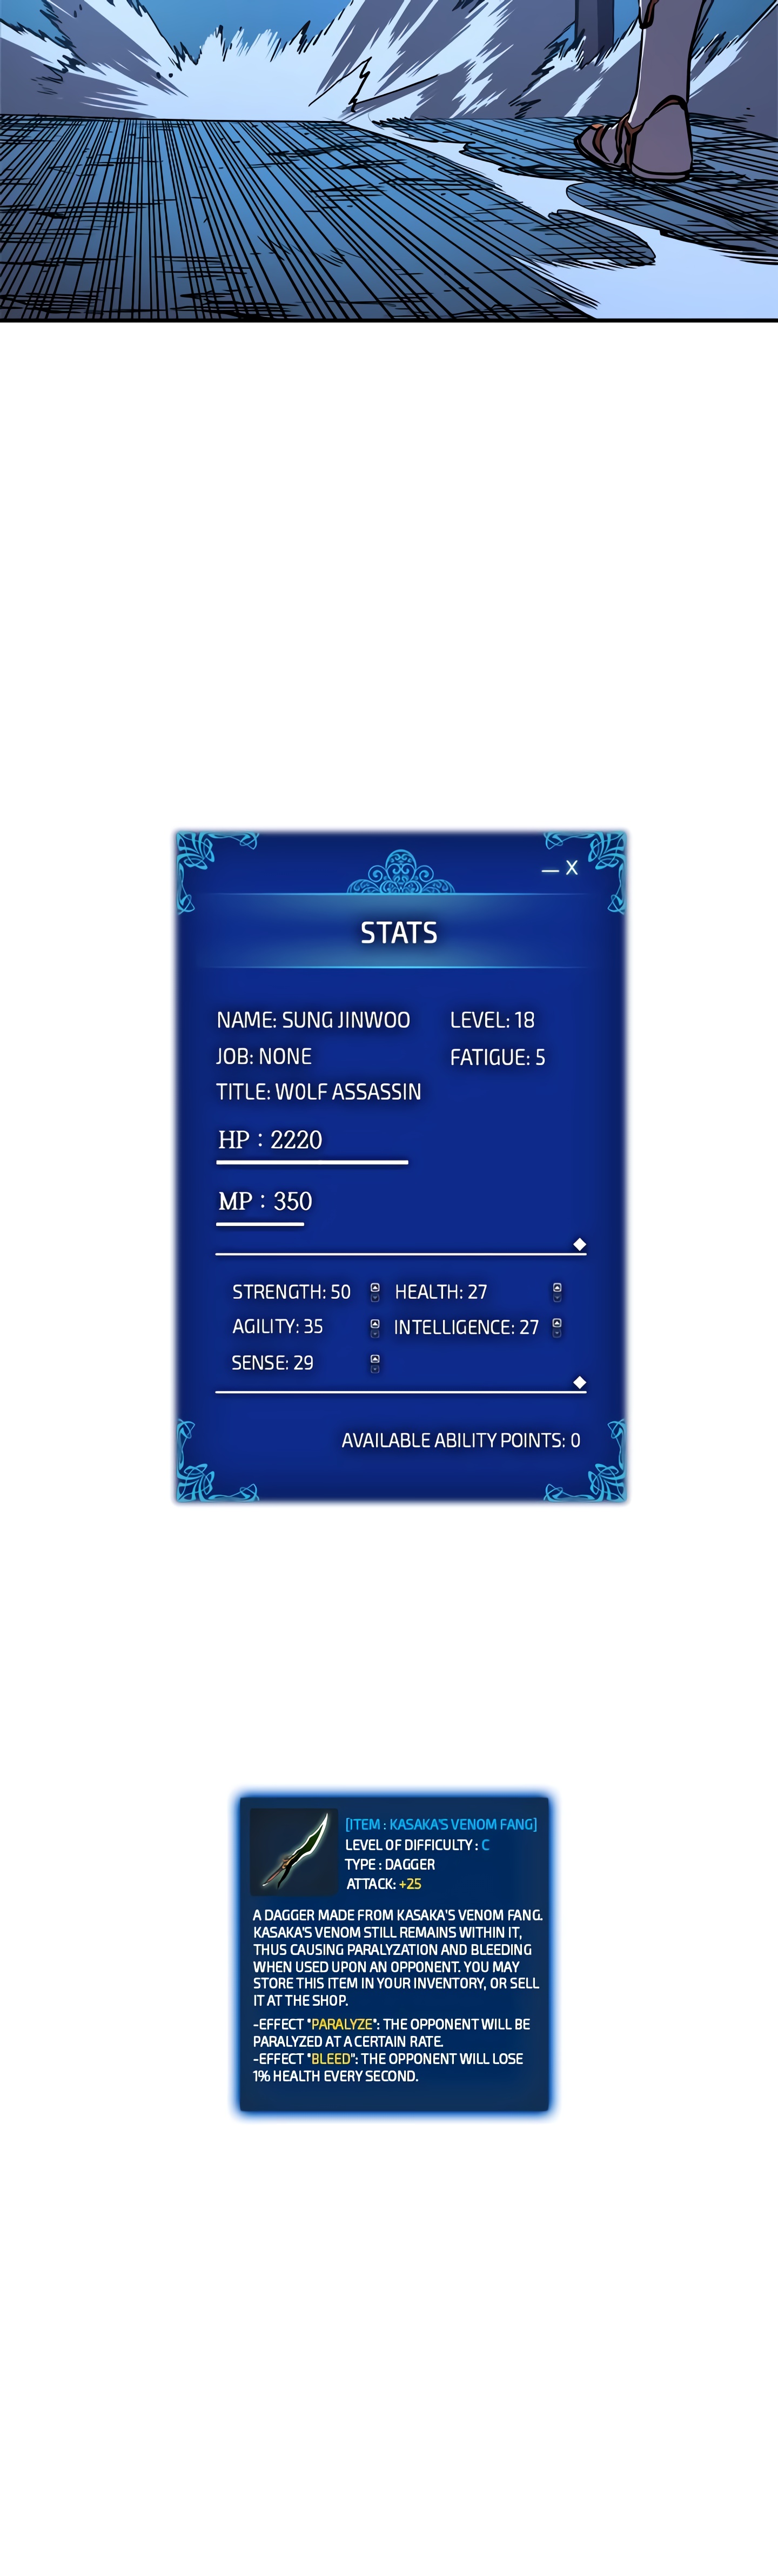 — X
STATS
NAME: SUNG JINWOO LEVEL: 18
JOB: NONE FATIGUE: 5
TITLE: WOLF ASSASSIN
HP : 2220
MP : 350
STRENGTH: 50 HEALTH: 27
AGILITY: 35 INTELLIGENCE: 27
SENSE: 29
AVAILABLE ABILITY POINTS: 0
[ITEM : KASAKA'S VENOM FANG]
LEVEL OF DIFFICULTY : C
TYPE : DAGGER
ATTACK: +25
A DAGGER MADE FROM KASAKA'S VENOM FANG.
KASAKA'S VENOM STILL REMAINS WITHIN IT,
THUS CAUSING PARALYZATION AND BLEEDING
WHEN USED UPON AN OPPONENT. YOU MAY
STORE THIS ITEM IN YOUR INVENTORY, OR SELL
IT AT THE SHOP.
-EFFECT "PARALYZE": THE OPPONENT WILL BE
PARALYZED AT A CERTAIN RATE.
-EFFECT "BLEED": THE OPPONENT WILL LOSE
1% HEALTH EVERY SECOND.